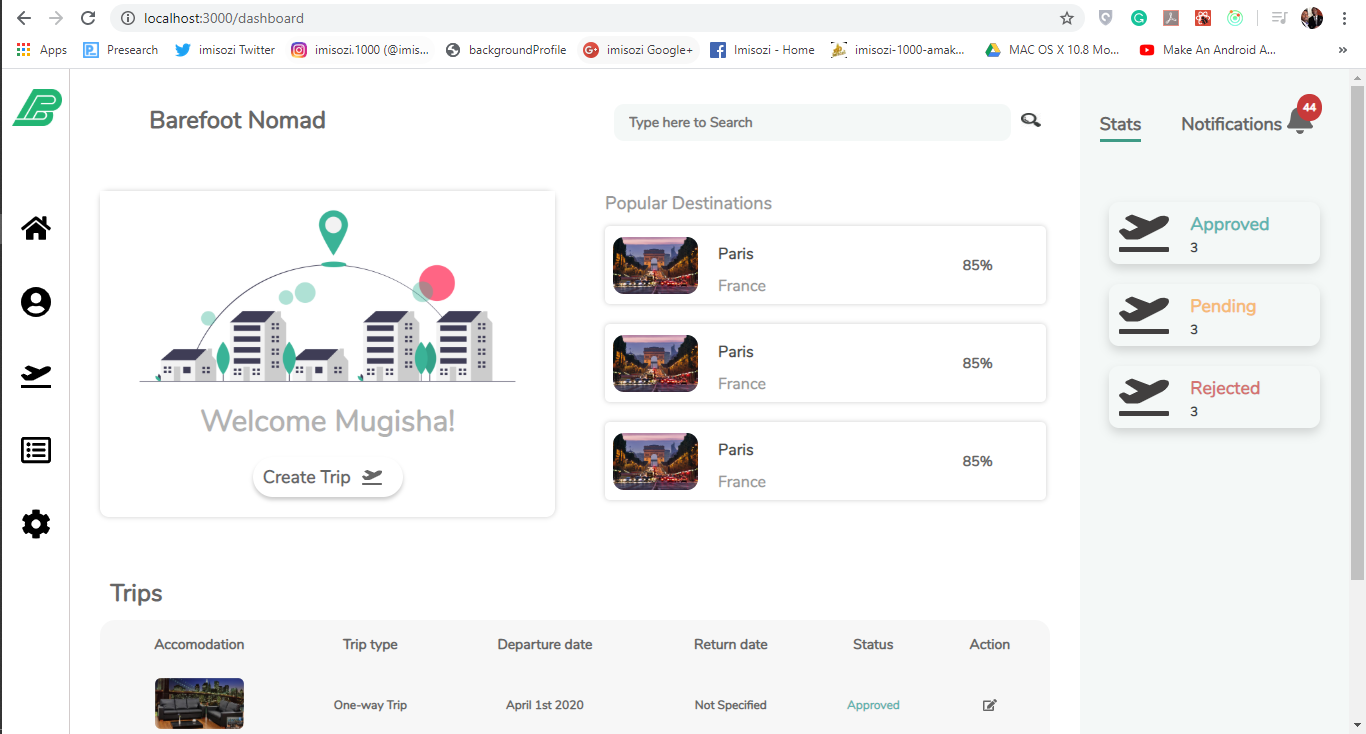 localhost:3000/dashboard
Apps Presearch imisozi Twitter imisozi.1000 (@imis... backgroundProfile imisozi Google+ Imisozi - Home imisozi-1000-amak... MAC OS X 10.8 Mo... Make An Android A... »
Barefoot Nomad
Type here to Search
Stats
Notifications
44
Welcome Mugisha!
Create Trip
Popular Destinations
Paris
France
85%
Paris
France
85%
Paris
France
85%
Approved
3
Pending
3
Rejected
3
Trips
Accomodation Trip type Departure date Return date Status Action
One-way Trip April 1st 2020 Not Specified Approved